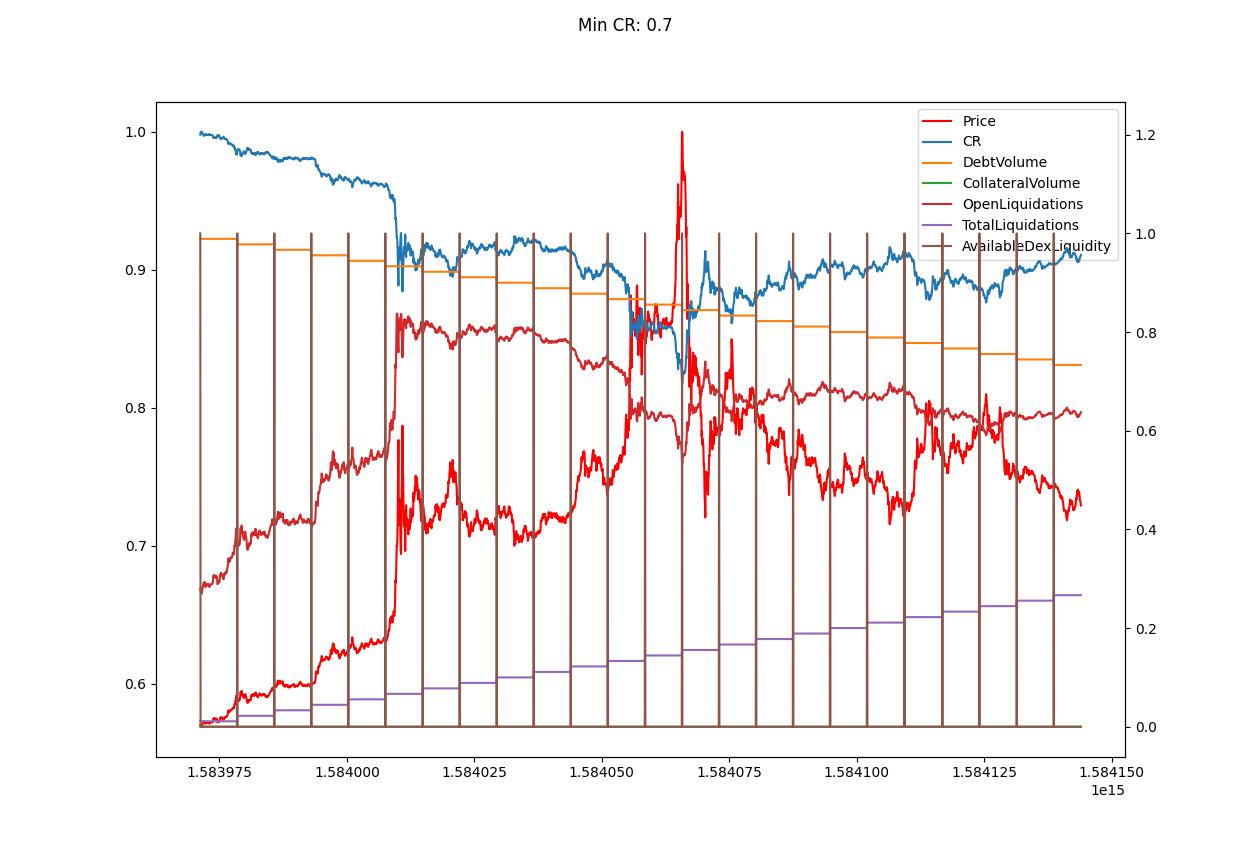 Min CR: 0.7
1.0
0.9
0.8
0.7
0.6
1.2
1.0
0.8
0.6
0.4
0.2
0.0
Price
CR
DebtVolume
CollateralVolume
OpenLiquidations
TotalLiquidations
AvailableDexLiquidity
1.583975 1.584000 1.584025 1.584050 1.584075 1.584100 1.584125 1.584150
1e15